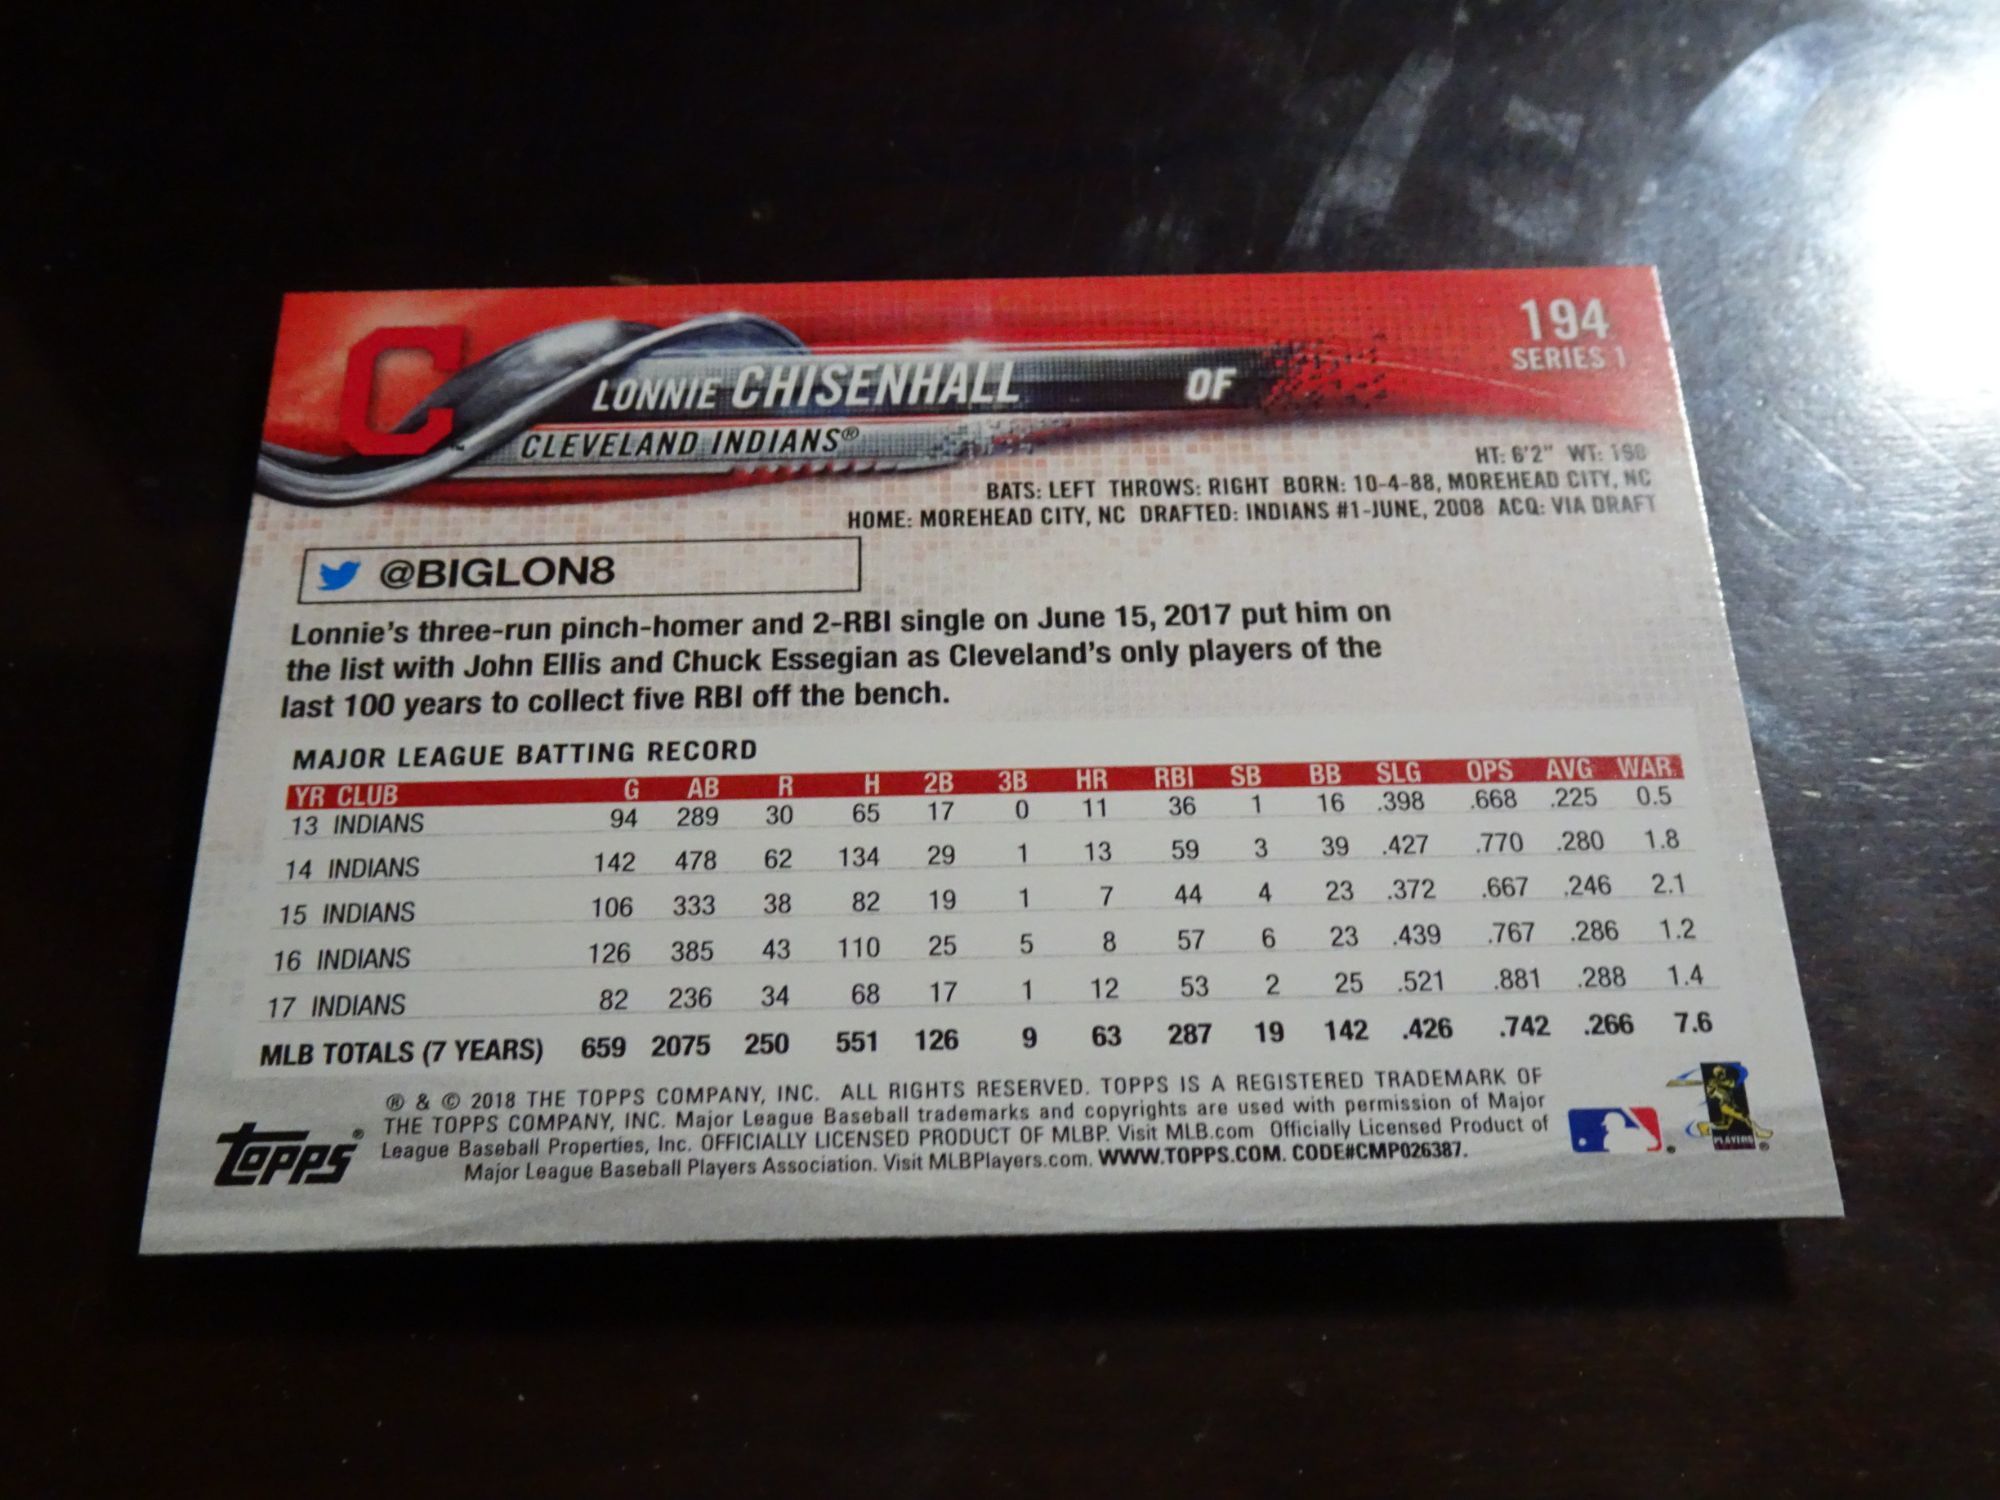 194
SERIES 1
C
LONNIE CHISENHALL OF
CLEVELAND INDIANS®
HT: 6'2" WT: 190
BATS: LEFT THROWS: RIGHT BORN: 10-4-88, MOREHEAD CITY, NC
HOME: MOREHEAD CITY, NC DRAFTED: INDIANS #1-JUNE, 2008 ACQ: VIA DRAFT
@BIGLON8
Lonnie's three-run pinch-homer and 2-RBI single on June 15, 2017 put him on
the list with John Ellis and Chuck Essegian as Cleveland's only players of the
last 100 years to collect five RBI off the bench.
MAJOR LEAGUE BATTING RECORD
YR CLUB G AB R H 2B 3B HR RBI SB BB SLG OPS AVG WAR
13 INDIANS 94 289 30 65 17 0 11 36 1 16 .398 .668 .225 0.5
14 INDIANS 142 478 62 134 29 1 13 59 3 39 .427 .770 .280 1.8
15 INDIANS 106 333 38 82 19 1 7 44 4 23 .372 .667 .246 2.1
16 INDIANS 126 385 43 110 25 5 8 57 6 23 .439 .767 .286 1.2
17 INDIANS 82 236 34 68 17 1 12 53 2 25 .521 .881 .288 1.4
MLB TOTALS (7 YEARS) 659 2075 250 551 126 9 63 287 19 142 .426 .742 .266 7.6
® & © 2018 THE TOPPS COMPANY, INC. ALL RIGHTS RESERVED. TOPPS IS A REGISTERED TRADEMARK OF
THE TOPPS COMPANY, INC. Major League Baseball trademarks and copyrights are used with permission of Major
League Baseball Properties, Inc. OFFICIALLY LICENSED PRODUCT OF MLBP. Visit MLB.com Officially Licensed Product of
Major League Baseball Players Association. Visit MLBPlayers.com. WWW.TOPPS.COM. CODE#CMP026387.
Topps®
PLAYERS